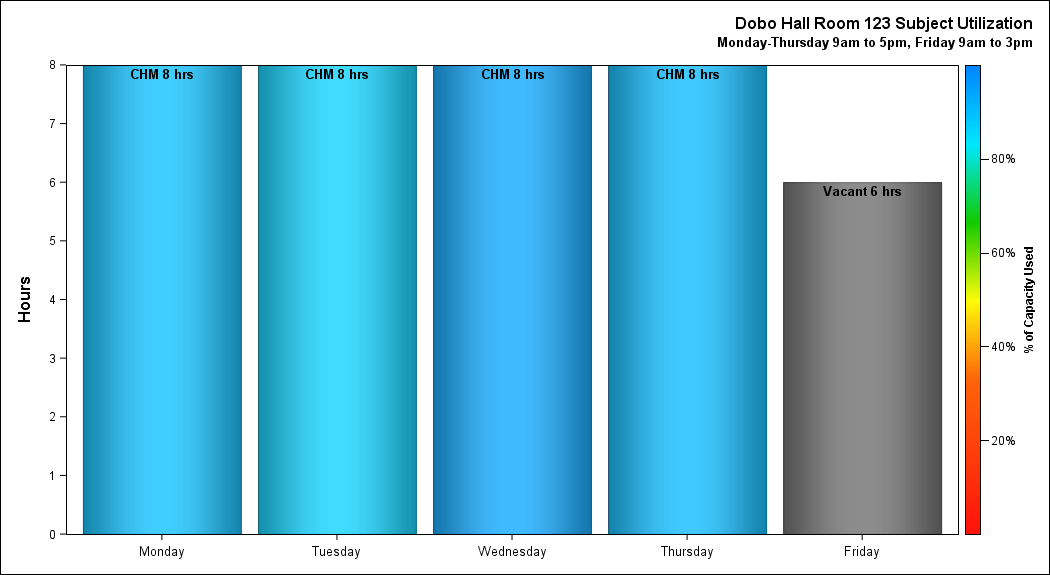 Dobo Hall Room 123 Subject Utilization
Monday-Thursday 9am to 5pm, Friday 9am to 3pm
CHM 8 hrs
CHM 8 hrs
CHM 8 hrs
CHM 8 hrs
Vacant 6 hrs
Hours
8
7
6
5
4
3
2
1
0
Monday
Tuesday
Wednesday
Thursday
Friday
80%
60%
40%
20%
% of Capacity Used